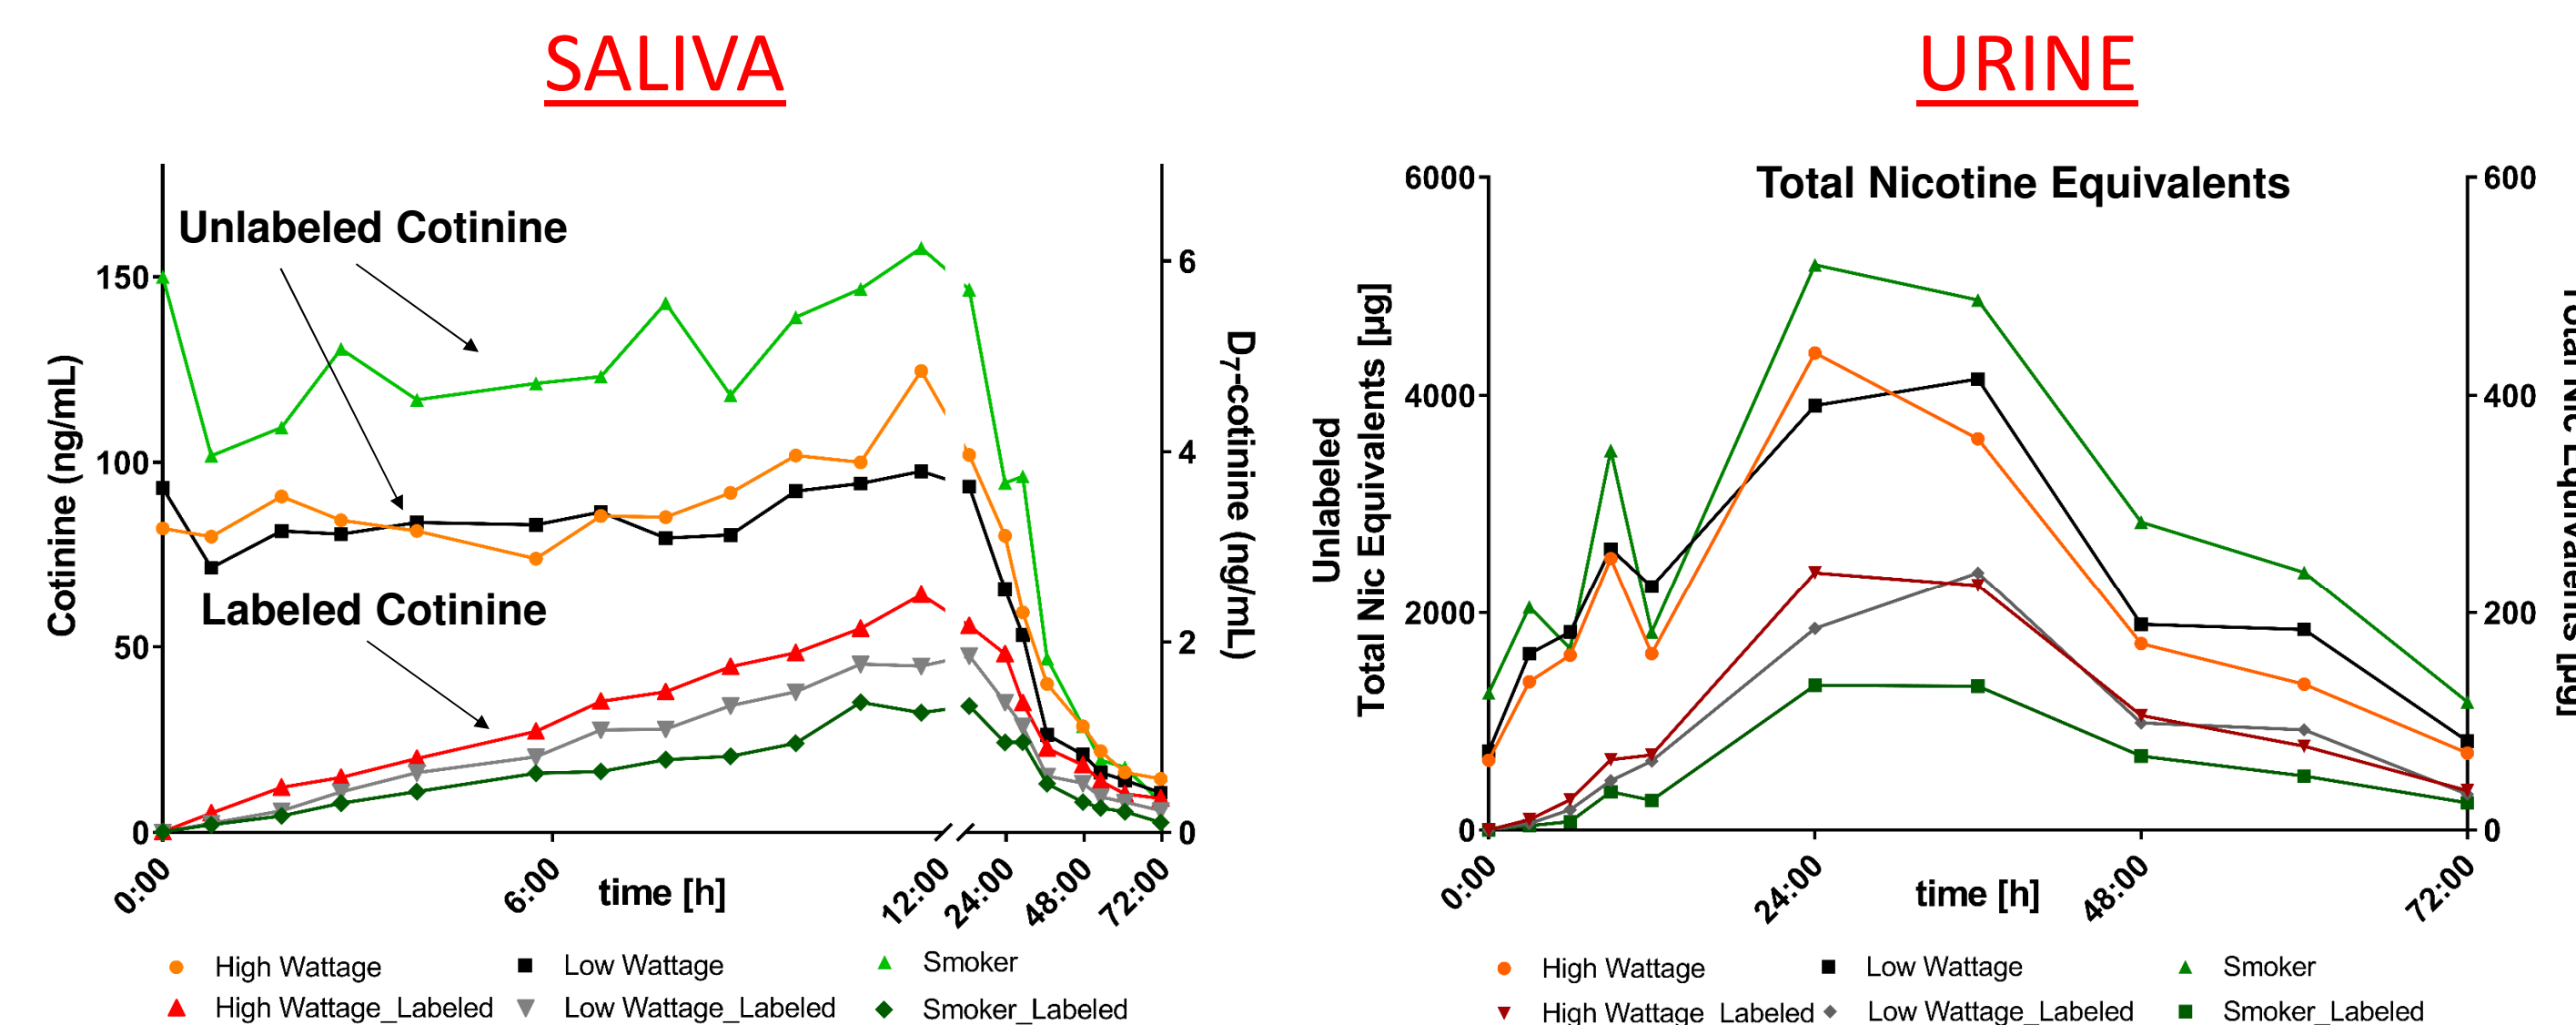 SALIVA
Unlabeled Cotinine
Labeled Cotinine
Cotinine (ng/mL)
150
100
50
0
D₇-cotinine (ng/mL)
6
4
2
0
0:00
6:00
12:00
24:00
48:00
72:00
time [h]
High Wattage
Low Wattage
Smoker
High Wattage_Labeled
Low Wattage_Labeled
Smoker_Labeled
URINE
Total Nicotine Equivalents
Unlabeled
Total Nic Equivalents [µg]
6000
4000
2000
0
600
400
200
0
Total Nic Equivalents [µg]
0:00
24:00
48:00
72:00
time [h]
High Wattage
Low Wattage
Smoker
High Wattage_Labeled
Low Wattage_Labeled
Smoker_Labeled